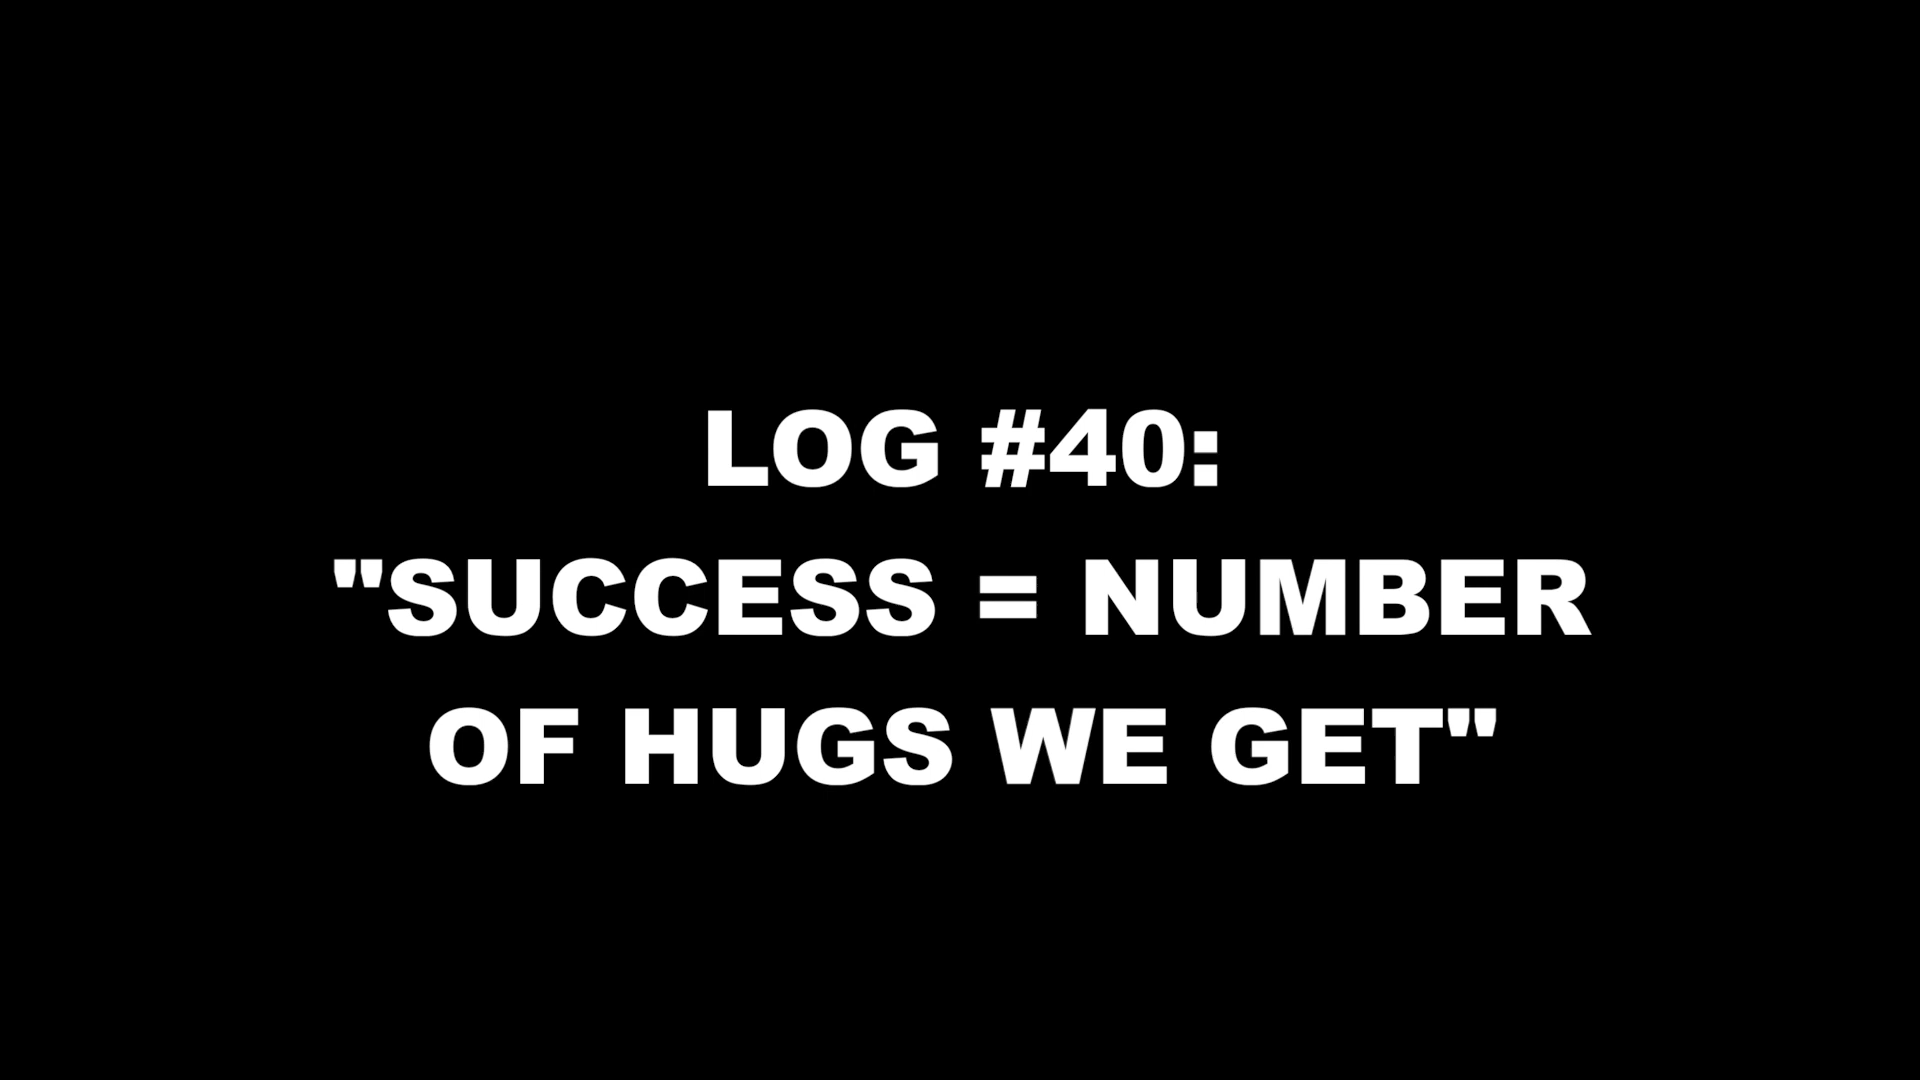 LOG #40:
"SUCCESS = NUMBER
OF HUGS WE GET"